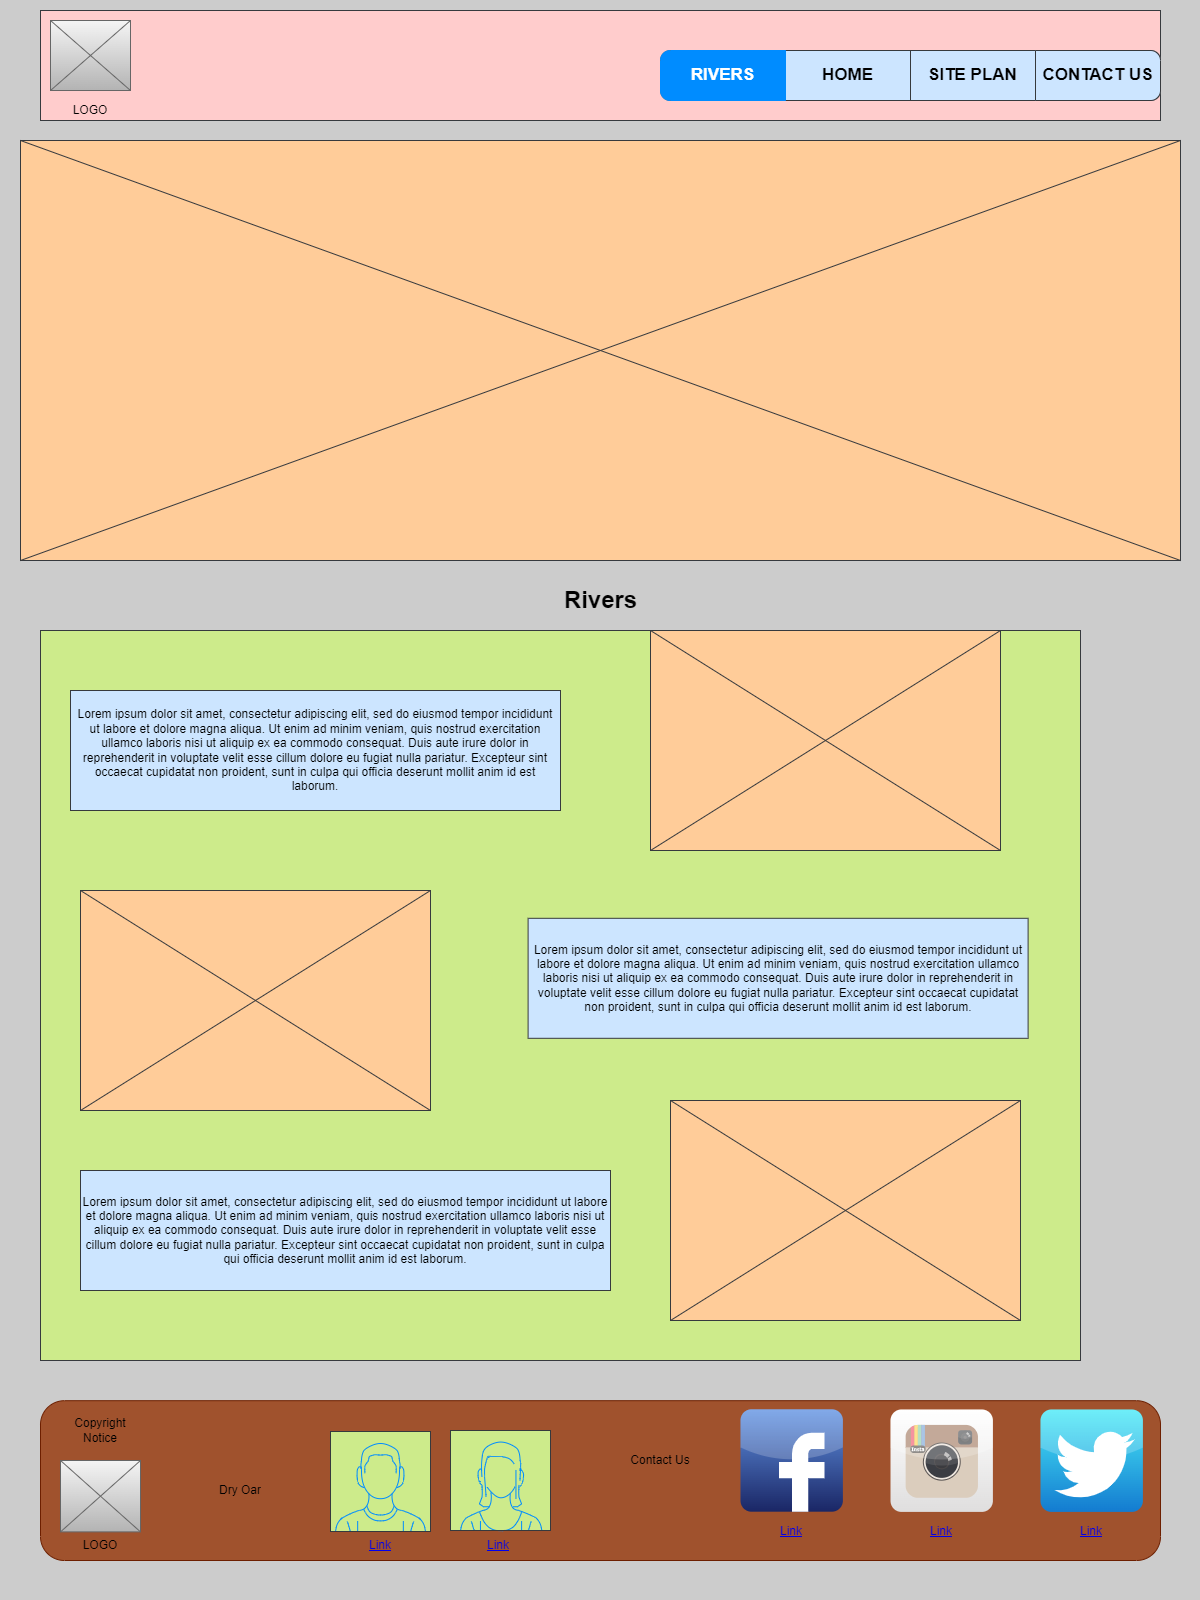 LOGO
RIVERS
HOME
SITE PLAN
CONTACT US
Rivers
Lorem ipsum dolor sit amet, consectetur adipiscing elit, sed do eiusmod tempor incididunt
ut labore et dolore magna aliqua. Ut enim ad minim veniam, quis nostrud exercitation
ullamco laboris nisi ut aliquip ex ea commodo consequat. Duis aute irure dolor in
reprehenderit in voluptate velit esse cillum dolore eu fugiat nulla pariatur. Excepteur sint
occaecat cupidatat non proident, sunt in culpa qui officia deserunt mollit anim id est
laborum.
Lorem ipsum dolor sit amet, consectetur adipiscing elit, sed do eiusmod tempor incididunt ut
labore et dolore magna aliqua. Ut enim ad minim veniam, quis nostrud exercitation ullamco
laboris nisi ut aliquip ex ea commodo consequat. Duis aute irure dolor in reprehenderit in
voluptate velit esse cillum dolore eu fugiat nulla pariatur. Excepteur sint occaecat cupidatat
non proident, sunt in culpa qui officia deserunt mollit anim id est laborum.
Lorem ipsum dolor sit amet, consectetur adipiscing elit, sed do eiusmod tempor incididunt ut labore
et dolore magna aliqua. Ut enim ad minim veniam, quis nostrud exercitation ullamco laboris nisi ut
aliquip ex ea commodo consequat. Duis aute irure dolor in reprehenderit in voluptate velit esse
cillum dolore eu fugiat nulla pariatur. Excepteur sint occaecat cupidatat non proident, sunt in culpa
qui officia deserunt mollit anim id est laborum.
Copyright
Notice
LOGO
Dry Oar
Link
Link
Contact Us
f
Link
Insta
Link
Link